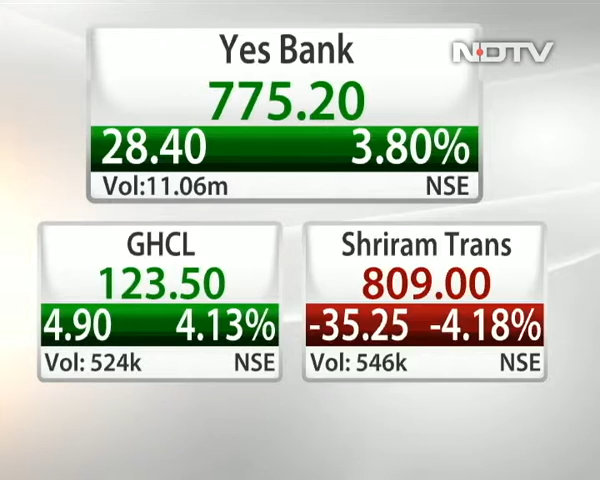 NDTV
Yes Bank
775.20
28.40 3.80%
Vol:11.06m NSE
GHCL
123.50
4.90 4.13%
Vol: 524k NSE
Shriram Trans
809.00
-35.25 -4.18%
Vol: 546k NSE